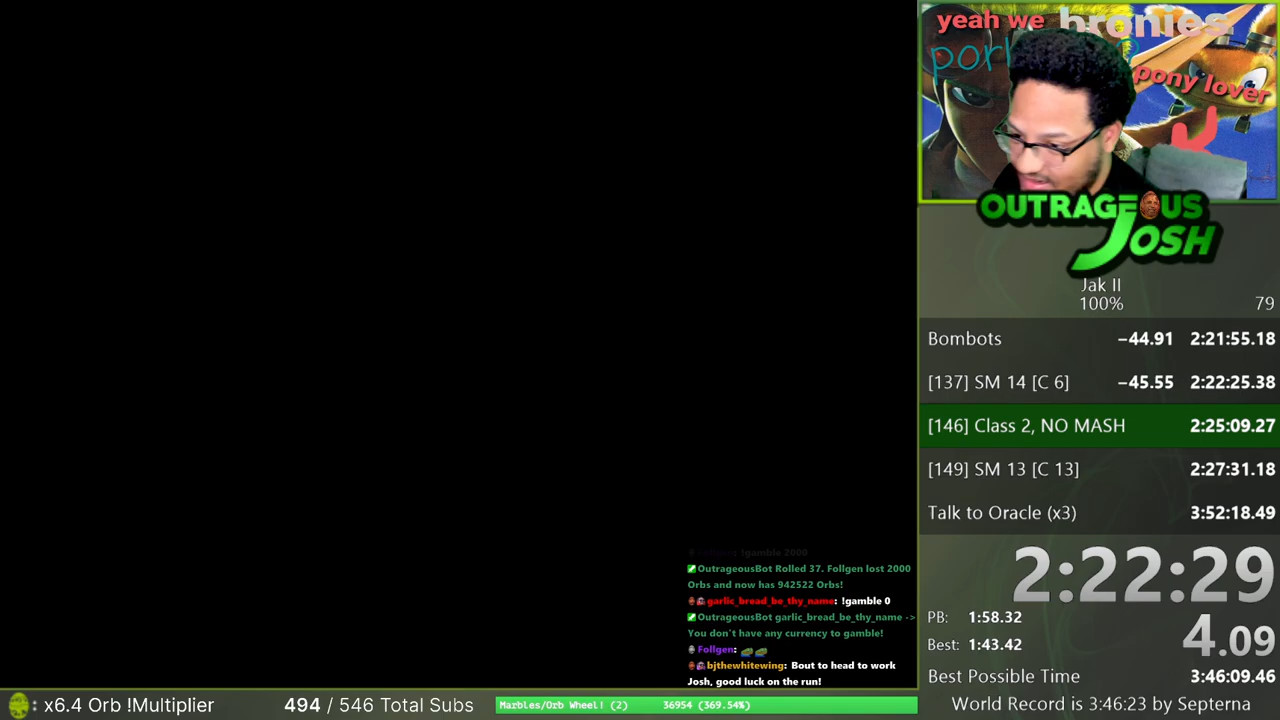 yeah we bronies
pony lover
OUTRAGEOUS
JOSH
Jak II
100% 79
Bombots −44.91 2:21:55.18
[137] SM 14 [C 6] −45.55 2:22:25.38
[146] Class 2, NO MASH 2:25:09.27
[149] SM 13 [C 13] 2:27:31.18
Talk to Oracle (x3) 3:52:18.49
2:22:29
PB: 1:58.32
4.09
Best: 1:43.42
Best Possible Time 3:46:09.46
World Record is 3:46:23 by Septerna
Follgen: !gamble 2000
OutrageousBot Rolled 37. Follgen lost 2000
Orbs and now has 942522 Orbs!
garlic_bread_be_thy_name: !gamble 0
OutrageousBot garlic_bread_be_thy_name ->
You don't have any currency to gamble!
Follgen:
bjthewhitewing: Bout to head to work
Josh, good luck on the run!
: x6.4 Orb !Multiplier 494 / 546 Total Subs Marbles/Orb Wheel! (2) 36954 (369.54%)